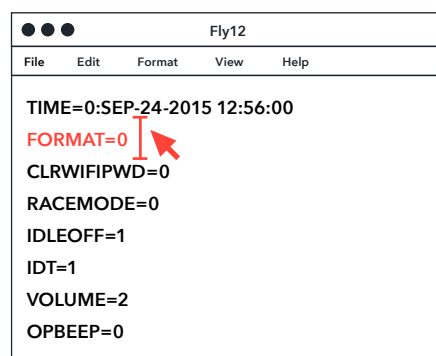 Fly12
File Edit Format View Help
TIME=0:SEP-24-2015 12:56:00
FORMAT=0
CLRWIFIPWD=0
RACEMODE=0
IDLEOFF=1
IDT=1
VOLUME=2
OPBEEP=0